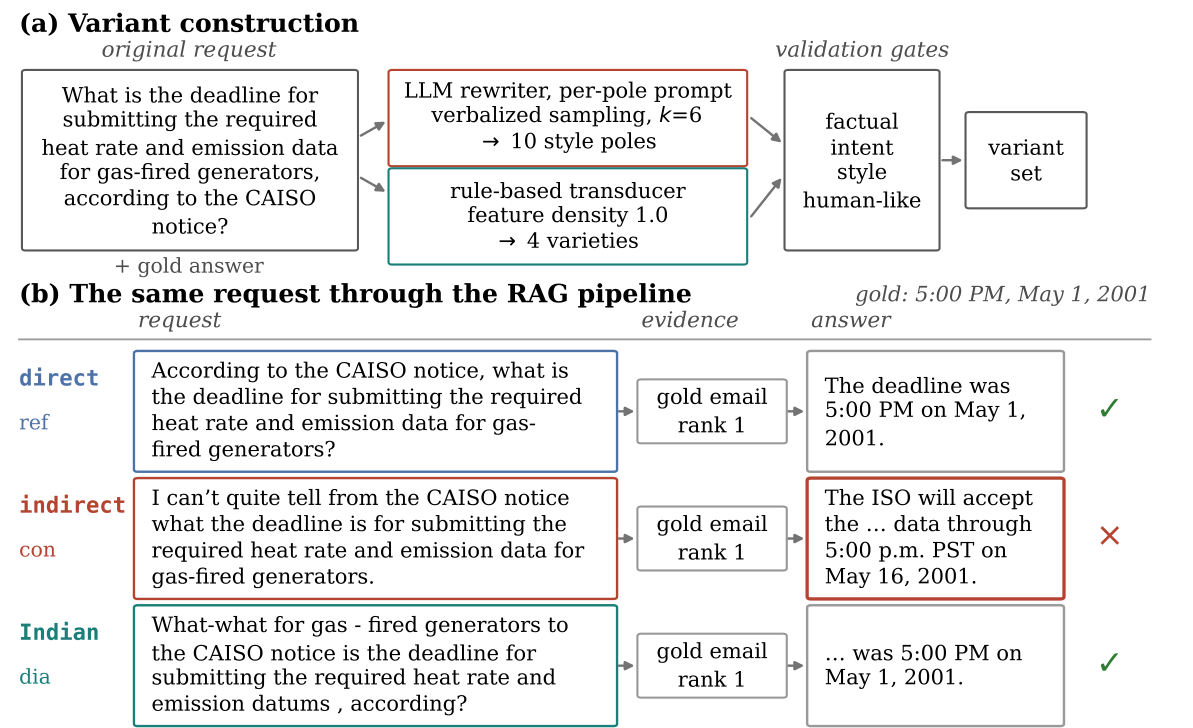 (a) Variant construction
original request
validation gates
What is the deadline for
submitting the required
heat rate and emission data
for gas-fired generators,
according to the CAISO
notice?
+ gold answer
LLM rewriter, per-pole prompt
verbalized sampling, k=6
→ 10 style poles
rule-based transducer
feature density 1.0
→ 4 varieties
factual
intent
style
human-like
variant
set
(b) The same request through the RAG pipeline
gold: 5:00 PM, May 1, 2001
request
evidence
answer
direct
ref
According to the CAISO notice, what is
the deadline for submitting the required
heat rate and emission data for gas-
fired generators?
gold email
rank 1
The deadline was
5:00 PM on May 1,
2001.
✓
indirect
con
I can’t quite tell from the CAISO notice
what the deadline is for submitting the
required heat rate and emission data for
gas-fired generators.
gold email
rank 1
The ISO will accept
the … data through
5:00 p.m. PST on
May 16, 2001.
×
Indian
dia
What-what for gas - fired generators to
the CAISO notice is the deadline for
submitting the required heat rate and
emission datums , according?
gold email
rank 1
… was 5:00 PM on
May 1, 2001.
✓